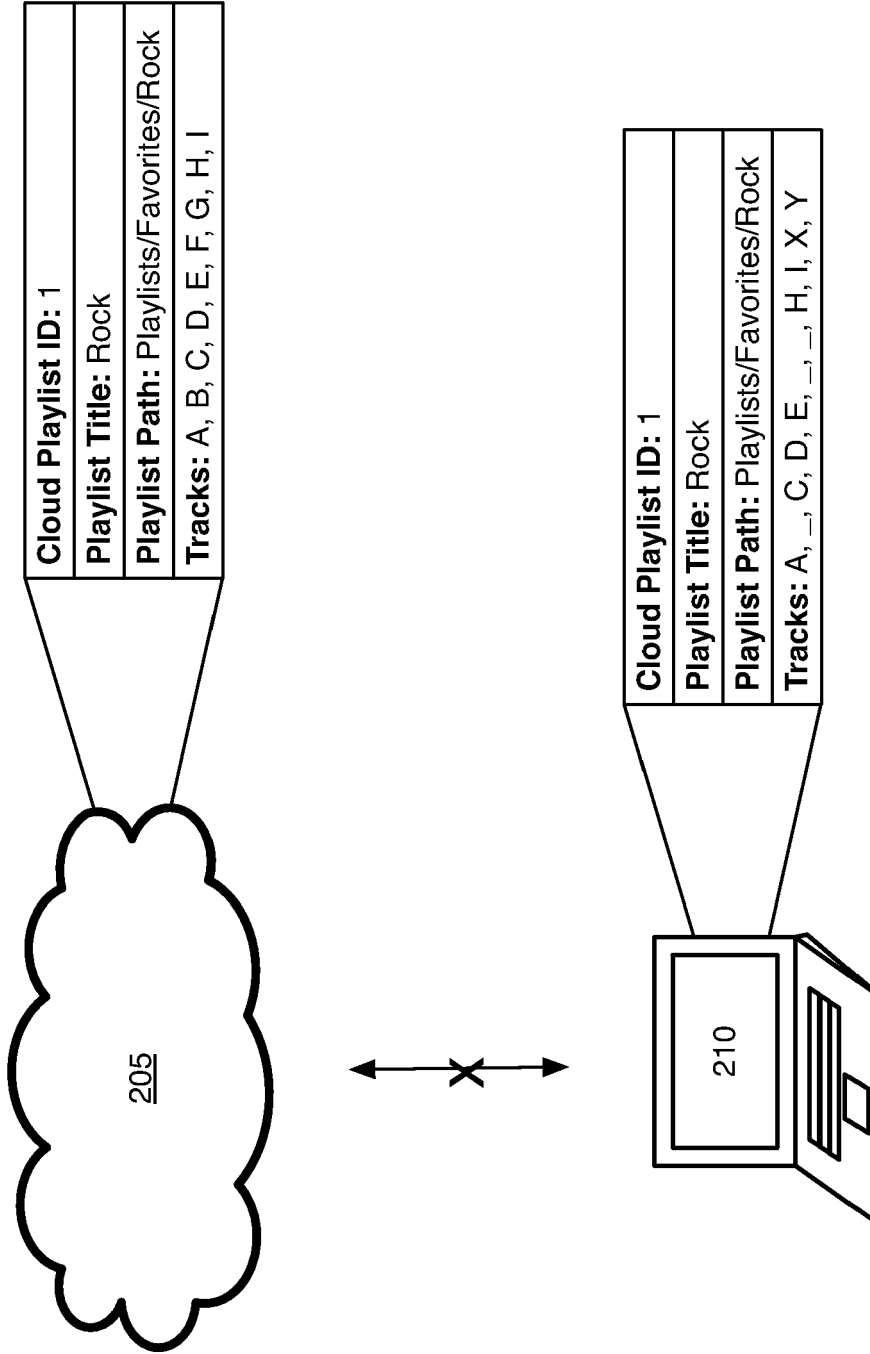 Cloud Playlist ID: 1
Playlist Title: Rock
Playlist Path: Playlists/Favorites/Rock
Tracks: A, B, C, D, E, F, G, H, I
205
X
Cloud Playlist ID: 1
Playlist Title: Rock
Playlist Path: Playlists/Favorites/Rock
Tracks: A, _, C, D, E, _, _, H, I, X, Y
210